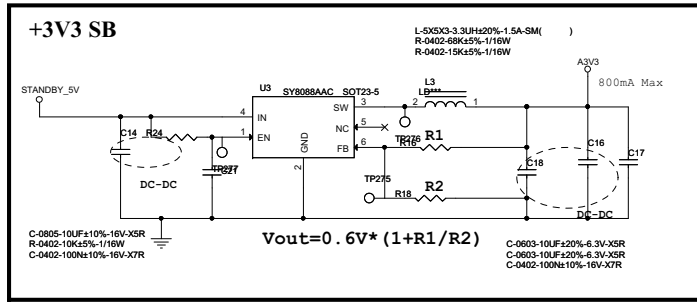 +3V3 SB
L-5X5X3-3.3UH±20%-1.5A-SM( )
R-0402-68K±5%-1/16W
R-0402-15K±5%-1/16W
A3V3
800mA Max
STANDBY_5V
U3 SY8088AAC SOT23-5
L3
LD***
4 IN SW 3 2 1
C14 R24 1 EN NC 5
GND FB 6
TP276 R16 R1
C16 C17
TP277 C21 2
C18
TP275
R18 R2
DC-DC
DC-DC
Vout=0.6V*(1+R1/R2)
C-0805-10UF±10%-16V-X5R
R-0402-10K±5%-1/16W
C-0402-100N±10%-16V-X7R
C-0603-10UF±20%-6.3V-X5R
C-0603-10UF±20%-6.3V-X5R
C-0402-100N±10%-16V-X7R